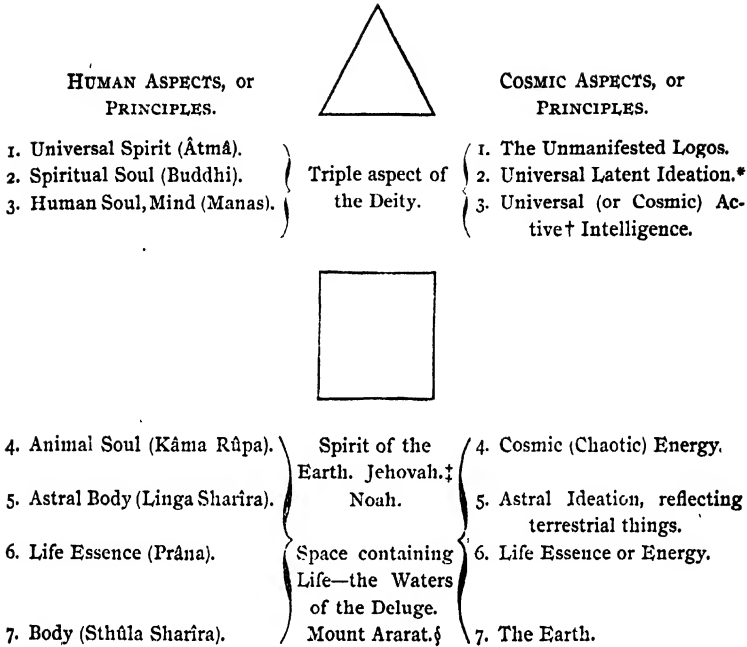 HUMAN ASPECTS, OR
PRINCIPLES.
COSMIC ASPECTS, OR
PRINCIPLES.
1. Universal Spirit (Âtmâ).
2. Spiritual Soul (Buddhi).
3. Human Soul, Mind (Manas).
Triple aspect of
the Deity.
1. The Unmanifested Logos.
2. Universal Latent Ideation.*
3. Universal (or Cosmic) Ac-
tive† Intelligence.
4. Animal Soul (Kâma Rûpa).
5. Astral Body (Linga Sharîra).
6. Life Essence (Prâna).
7. Body (Sthûla Sharîra).
Spirit of the
Earth. Jehovah.‡
Noah.
Space containing
Life—the Waters
of the Deluge.
Mount Ararat.§
4. Cosmic (Chaotic) Energy.
5. Astral Ideation, reflecting
terrestrial things.
6. Life Essence or Energy.
7. The Earth.